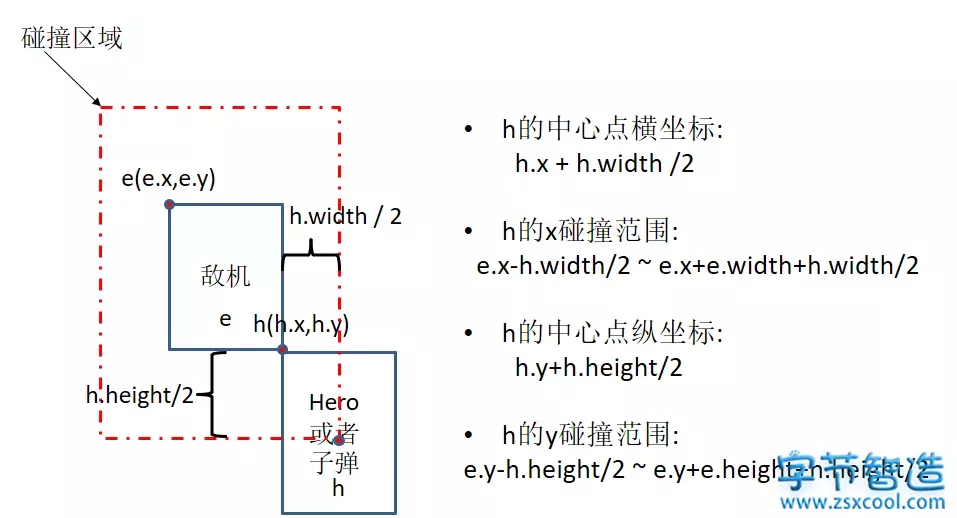 碰撞区域
e(e.x,e.y)
h.width / 2
敌机
e
h(h.x,h.y)
h.height/2
Hero
或者
子弹
h
• h的中心点横坐标:
h.x + h.width /2
• h的x碰撞范围:
e.x-h.width/2 ~ e.x+e.width+h.width/2
• h的中心点纵坐标:
h.y+h.height/2
• h的y碰撞范围:
e.y-h.height/2 ~ e.y+e.height+h.height/2
字节智造
www.zsxcool.com